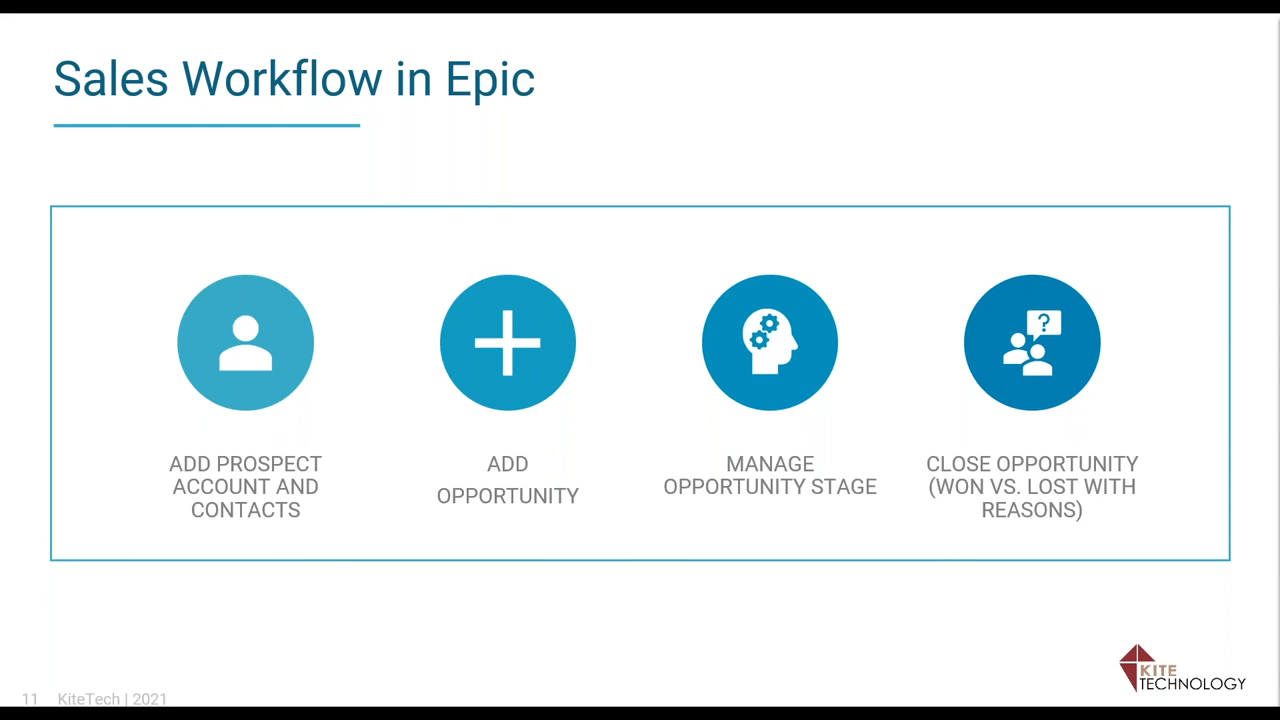 Sales Workflow in Epic
?
ADD PROSPECT
ACCOUNT AND
CONTACTS
ADD
OPPORTUNITY
MANAGE
OPPORTUNITY STAGE
CLOSE OPPORTUNITY
(WON VS. LOST WITH
REASONS)
KITE
TECHNOLOGY
11 KiteTech | 2021